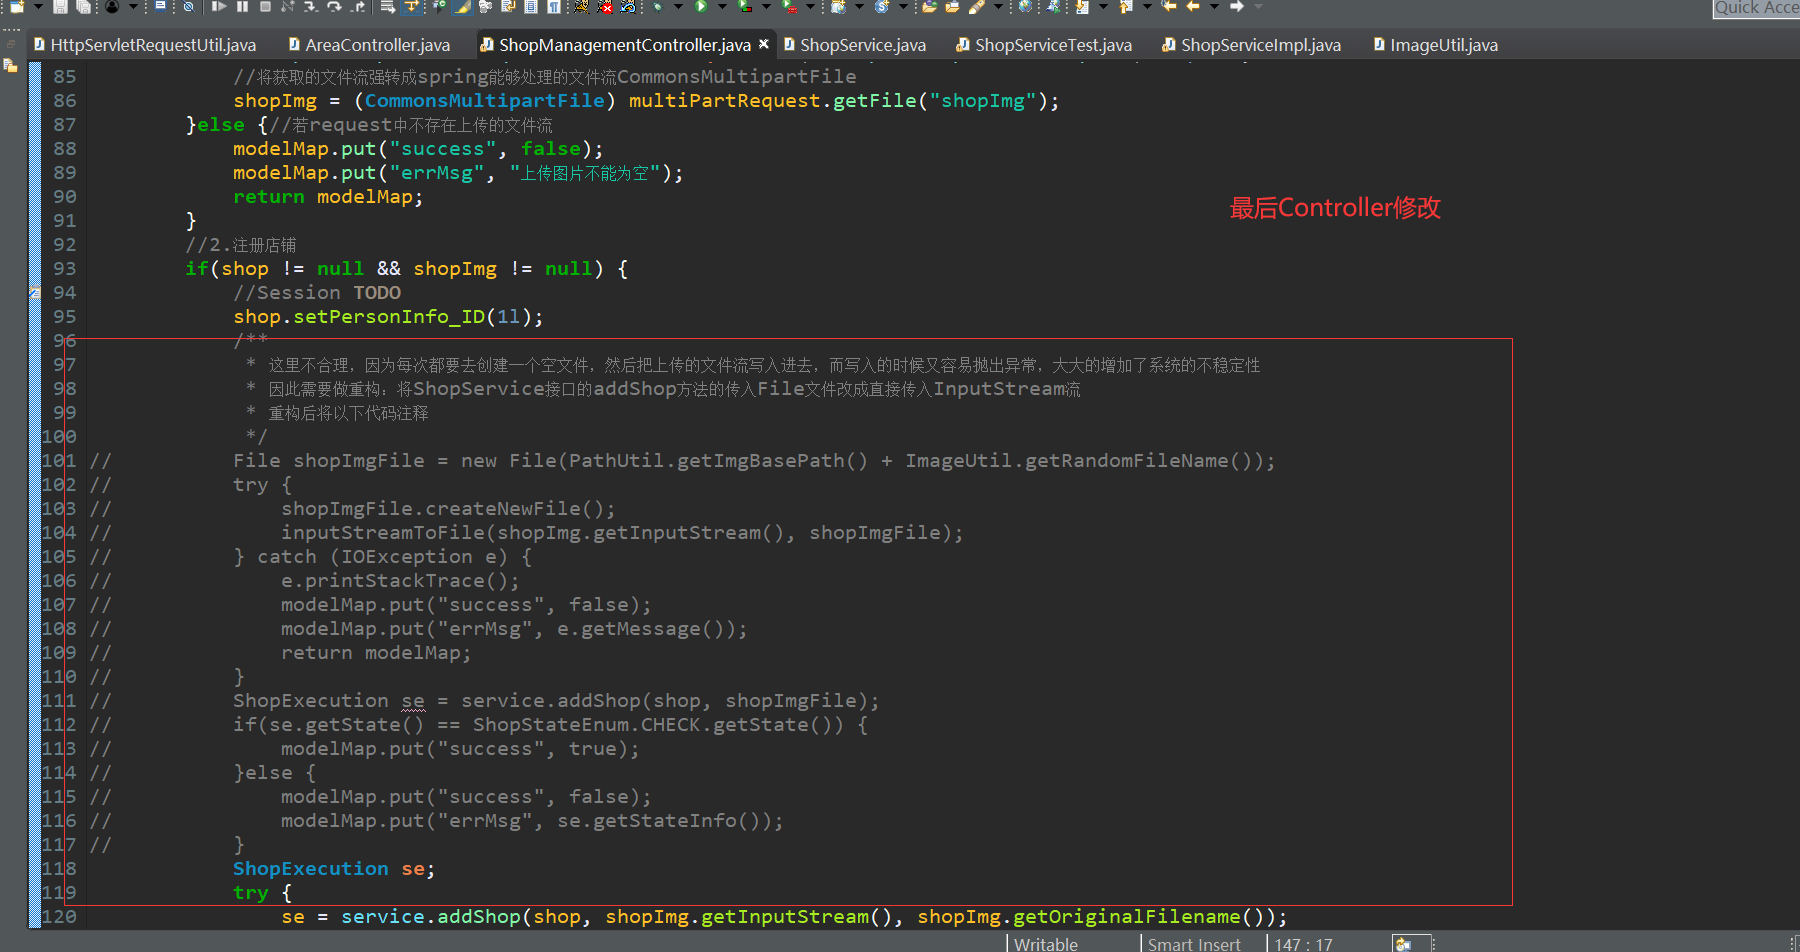 Quick Acce
HttpServletRequestUtil.java AreaController.java ShopManagementController.java ShopService.java ShopServiceTest.java ShopServiceImpl.java ImageUtil.java
85 //将获取的文件流强转成spring能够处理的文件流CommonsMultipartFile
86 shopImg = (CommonsMultipartFile) multiPartRequest.getFile("shopImg");
87 }else {//若request中不存在上传的文件流
88 modelMap.put("success", false);
89 modelMap.put("errMsg", "上传图片不能为空");
90 return modelMap;
最后Controller修改
91 }
92 //2.注册店铺
93 if(shop != null && shopImg != null) {
94 //Session TODO
95 shop.setPersonInfo_ID(1l);
96 /**
97 * 这里不合理，因为每次都要去创建一个空文件，然后把上传的文件流写入进去，而写入的时候又容易抛出异常，大大的增加了系统的不稳定性
98 * 因此需要做重构：将ShopService接口的addShop方法的传入File文件改成直接传入InputStream流
99 * 重构后将以下代码注释
100 */
101 // File shopImgFile = new File(PathUtil.getImgBasePath() + ImageUtil.getRandomFileName());
102 // try {
103 // shopImgFile.createNewFile();
104 // inputStreamToFile(shopImg.getInputStream(), shopImgFile);
105 // } catch (IOException e) {
106 // e.printStackTrace();
107 // modelMap.put("success", false);
108 // modelMap.put("errMsg", e.getMessage());
109 // return modelMap;
110 // }
111 // ShopExecution se = service.addShop(shop, shopImgFile);
112 // if(se.getState() == ShopStateEnum.CHECK.getState()) {
113 // modelMap.put("success", true);
114 // }else {
115 // modelMap.put("success", false);
116 // modelMap.put("errMsg", se.getStateInfo());
117 // }
118 ShopExecution se;
119 try {
120 se = service.addShop(shop, shopImg.getInputStream(), shopImg.getOriginalFilename());
Writable Smart Insert 147 : 17